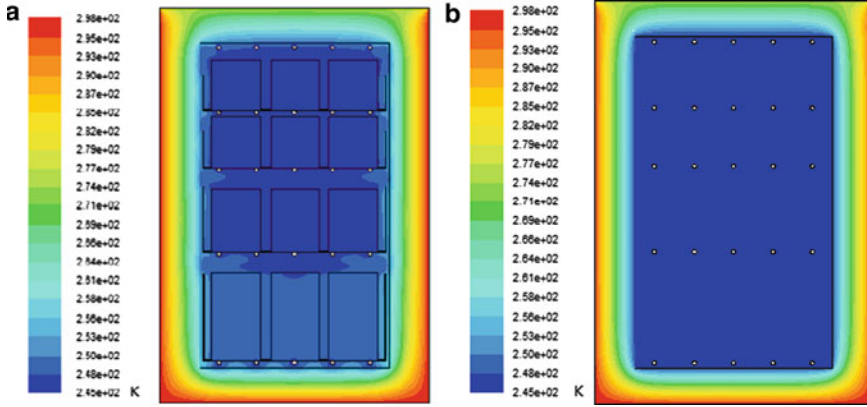 a
2.98e+02
2.95e+02
2.93e+02
2.90e+02
2.87e+02
2.85e+02
2.82e+02
2.79e+02
2.77e+02
2.74e+02
2.71e+02
2.69e+02
2.66e+02
2.64e+02
2.61e+02
2.58e+02
2.56e+02
2.53e+02
2.50e+02
2.48e+02
2.45e+02 K
b
2.98e+02
2.95e+02
2.93e+02
2.90e+02
2.87e+02
2.85e+02
2.82e+02
2.79e+02
2.77e+02
2.74e+02
2.71e+02
2.69e+02
2.66e+02
2.64e+02
2.61e+02
2.58e+02
2.56e+02
2.53e+02
2.50e+02
2.48e+02
2.45e+02 K